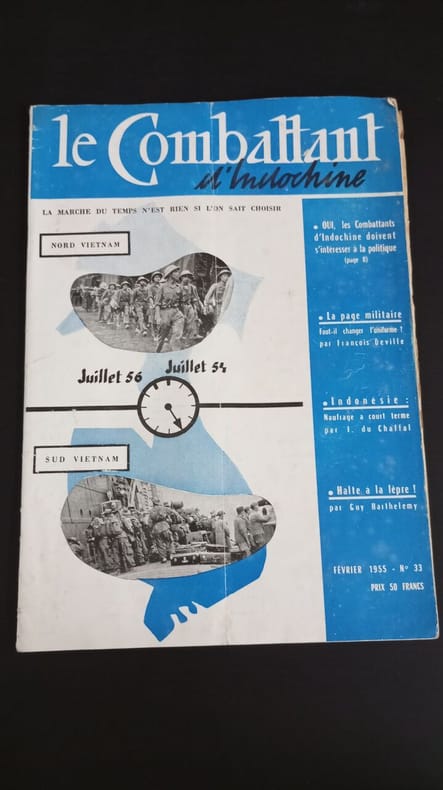 le Combattant
d'Indochine
LA MARCHE DU TEMPS N'EST RIEN SI L'ON SAIT CHOISIR
NORD VIETNAM
Juillet 56
Juillet 54
SUD VIETNAM
OUI, les Combattants
d'Indochine doivent
s'intéresser à la politique
(page 8)
La page militaire
Faut-il changer l'uniforme ?
par François Deville
Indonésie :
Naufrage a court terme
par I. du Chaffal
Halte à la lèpre !
par Guy Barthelemy
FÉVRIER 1955 - N° 33
PRIX 50 FRANCS